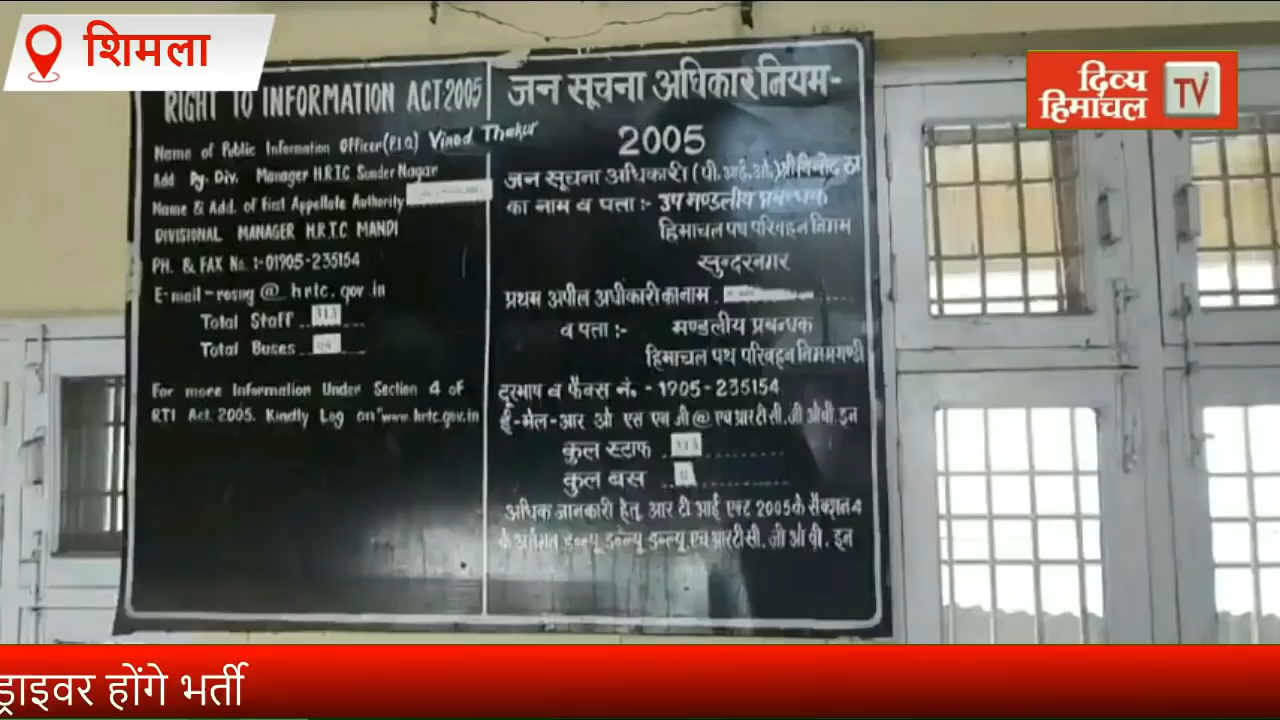 शिमला
दिव्य
हिमाचल
TV
RIGHT TO INFORMATION ACT 2005
Name of Public Information Officer (P.I.O) Vinod Thakur
Add Dy. Div. Manager H.R.T.C Sunder Nagar
Name & Add. of First Appellate Authority
DIVISIONAL MANAGER H.R.T.C MANDI
PH. & FAX No. :-01905-235154
E-mail-rosng@hrtc.gov.in
Total Staff 313
Total Buses
For more Information Under Section 4 of
RTI Act. 2005. Kindly Log on "www.hrtc.gov.in
जन सूचना अधिकार नियम-
2005
जन सूचना अधिकारी (पी.आई.ओ.) श्री विनोद ठा
का नाम व पत्ता :- उप मण्डलीय प्रबन्धक
हिमाचल पथ परिवहन निगम
सुन्दरनगर
प्रथम अपील अधीकारी का नाम
व पत्ता :- मण्डलीय प्रबन्धक
हिमाचल पथ परिवहन
दूरभाष व फैक्स नं. - 1905-235154
ई-मेल-आर ओ एस एन जी@एच आर टी सी. जी ओ वी. इन
कुल स्टाफ 313
कुल बस
अधिक जानकारी हेतू आर टी आई एक्ट 2005 के सैक्शन 4
के अर्तगत डब्ल्यू डब्ल्यू डब्ल्यू. एच आर टी सी. जी ओ वी. इन
ड्राइवर होंगे भर्ती